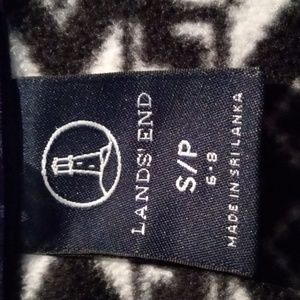 LANDS' END
S/P
6-8
MADE IN SRI LANKA